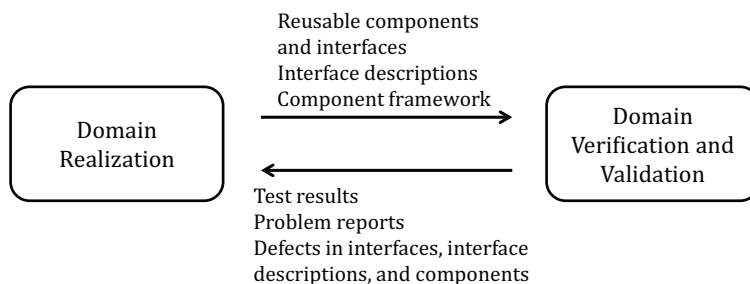 Reusable components
and interfaces
Interface descriptions
Component framework
Domain
Realization
Domain
Verification and
Validation
Test results
Problem reports
Defects in interfaces, interface
descriptions, and components